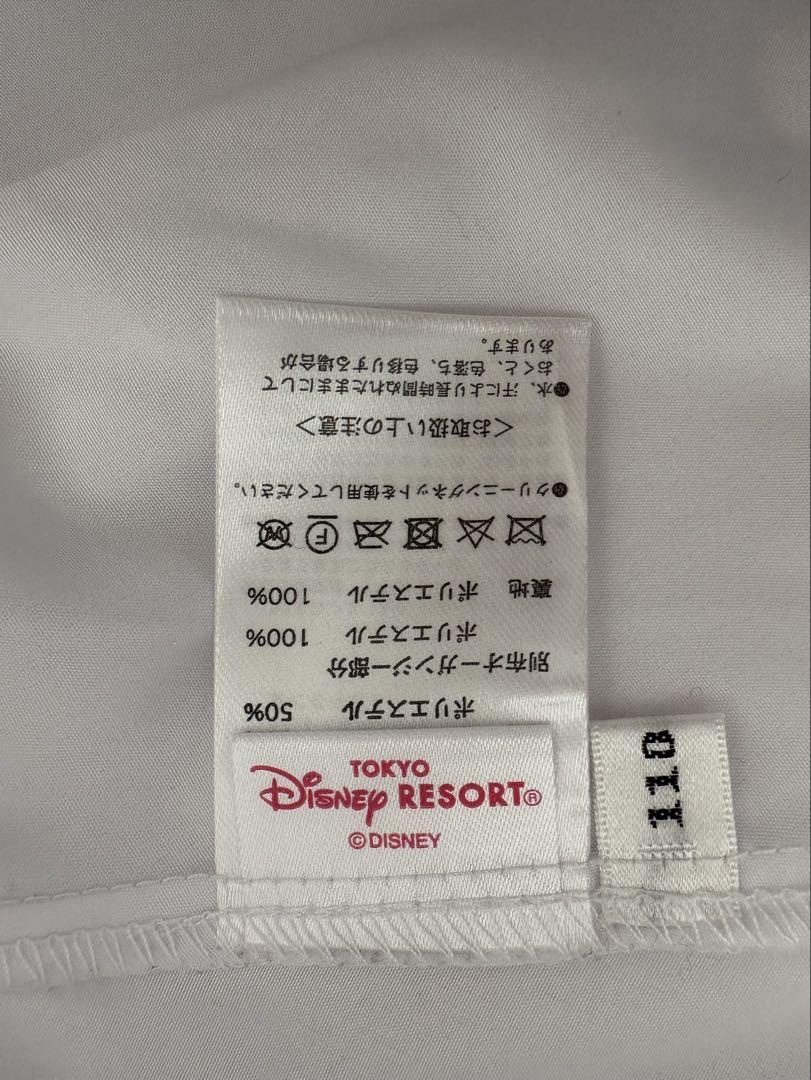 ポリエステル 50%
別布オーガンジー部分
ポリエステル 100%
裏地 ポリエステル 100%
F W
●クリーニングネットを使用してください。
＜お取扱い上の注意＞
●水、汗により長時間ぬれたままにして
おくと、色落ち、色移りする場合が
あります。
TOKYO
Disney RESORT®
©DISNEY
110